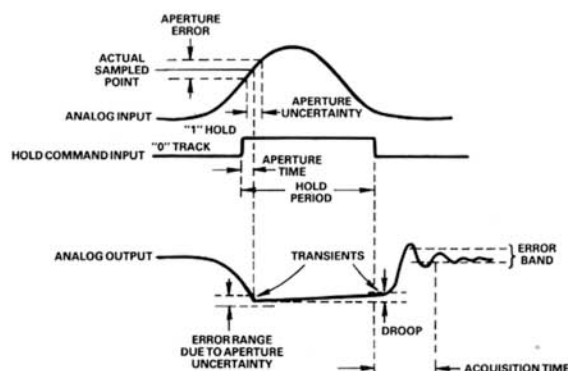 APERTURE
ERROR
ACTUAL
SAMPLED
POINT
ANALOG INPUT
APERTURE
UNCERTAINTY
"1" HOLD
HOLD COMMAND INPUT
"0" TRACK
APERTURE
TIME
HOLD
PERIOD
ANALOG OUTPUT
TRANSIENTS
ERROR
BAND
DROOP
ERROR RANGE
DUE TO APERTURE
UNCERTAINTY
ACQUISITION TIME